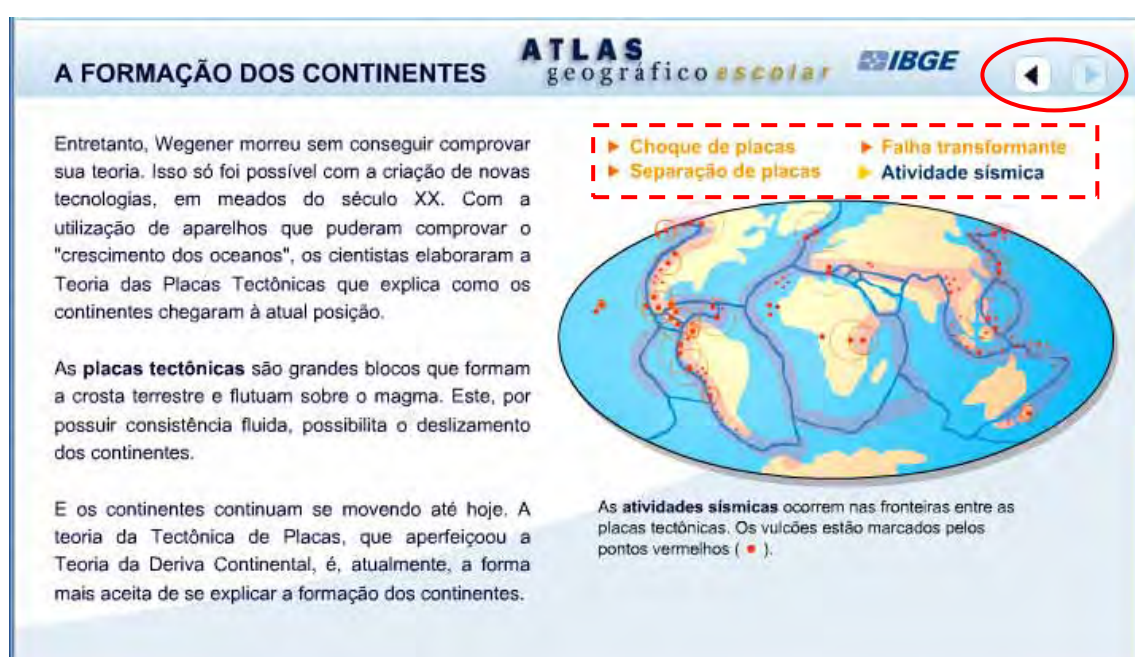 A FORMAÇÃO DOS CONTINENTES
ATLAS
geográfico escolar
IBGE
Entretanto, Wegener morreu sem conseguir comprovar
sua teoria. Isso só foi possível com a criação de novas
tecnologias, em meados do século XX. Com a
utilização de aparelhos que puderam comprovar o
"crescimento dos oceanos", os cientistas elaboraram a
Teoria das Placas Tectônicas que explica como os
continentes chegaram à atual posição.
As placas tectônicas são grandes blocos que formam
a crosta terrestre e flutuam sobre o magma. Este, por
possuir consistência fluida, possibilita o deslizamento
dos continentes.
E os continentes continuam se movendo até hoje. A
teoria da Tectônica de Placas, que aperfeiçoou a
Teoria da Deriva Continental, é, atualmente, a forma
mais aceita de se explicar a formação dos continentes.
Choque de placas
Separação de placas
Falha transformante
Atividade sísmica
As atividades sísmicas ocorrem nas fronteiras entre as
placas tectônicas. Os vulcões estão marcados pelos
pontos vermelhos ( • ).